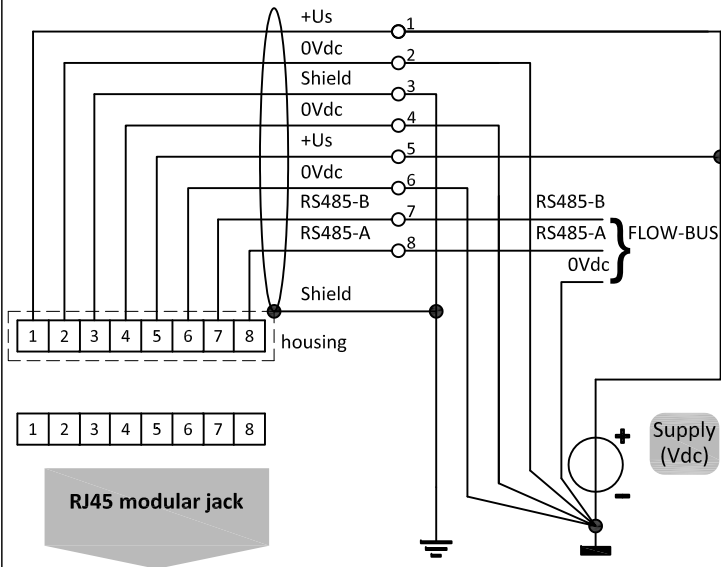 +Us 1
0Vdc 2
Shield 3
0Vdc 4
+Us 5
0Vdc 6
RS485-B 7 RS485-B
RS485-A 8 RS485-A } FLOW-BUS
0Vdc
Shield
1 2 3 4 5 6 7 8 housing
1 2 3 4 5 6 7 8
+ Supply
(Vdc)
−
RJ45 modular jack